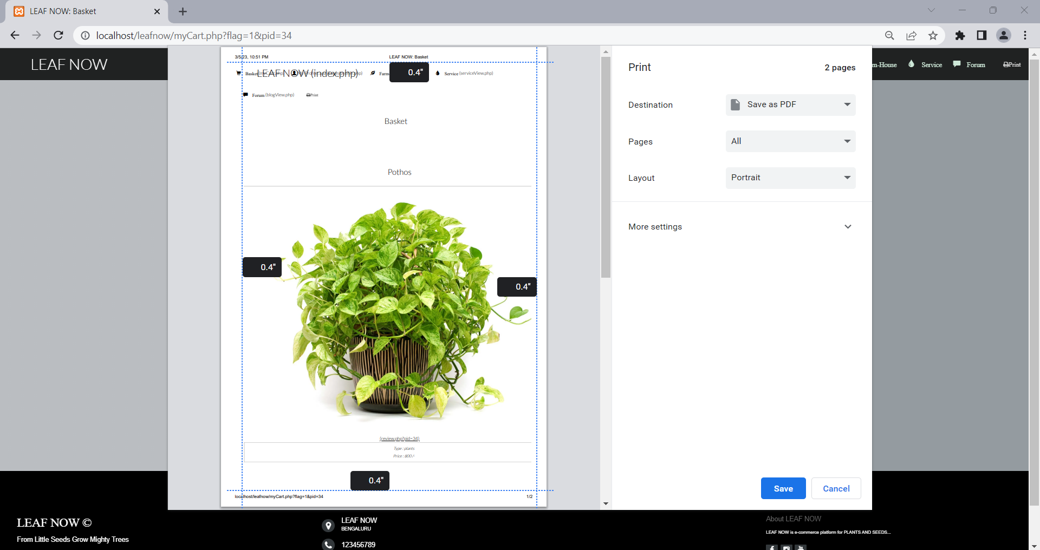 LEAF NOW: Basket
localhost/leafnow/myCart.php?flag=1&pid=34
LEAF NOW
m-House
Service
Forum
Print
3/5/23, 10:51 PM
LEAF NOW: Basket
LEAF NOW (index.php)
Service (serviceView.php)
0.4"
Forum (blogView.php)
Print
Basket
Pothos
0.4"
0.4"
Type : plants
0.4"
localhost/leafnow/myCart.php?flag=1&pid=34
1/2
Print
2 pages
Destination
Save as PDF
Pages
All
Layout
Portrait
More settings
Save
Cancel
LEAF NOW ©
From Little Seeds Grow Mighty Trees
LEAF NOW
BENGALURU
123456789
About LEAF NOW
LEAF NOW is e-commerce platform for PLANTS AND SEEDS...